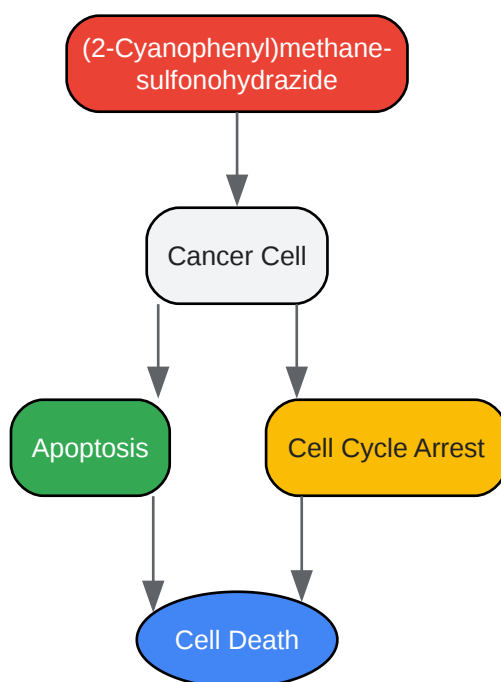 (2-Cyanophenyl)methane-
sulfonohydrazide
Cancer Cell
Apoptosis
Cell Cycle Arrest
Cell Death